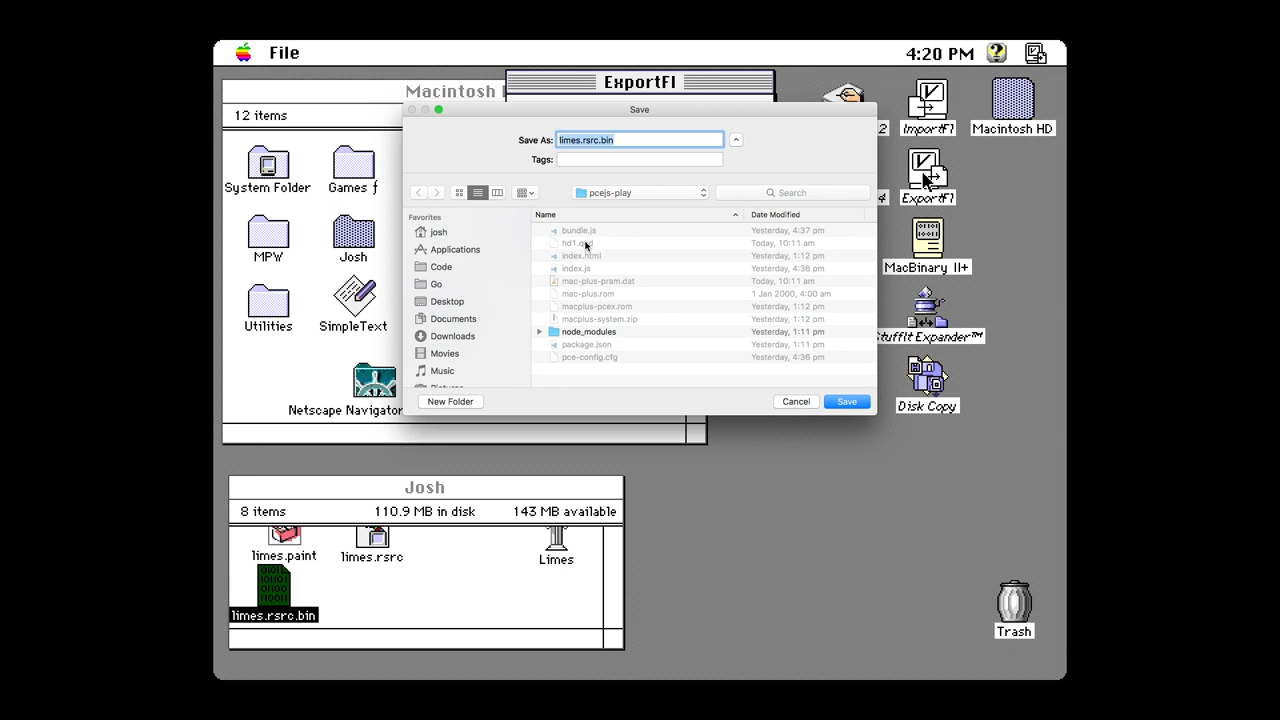 File
4:20 PM
ExportFl
Macintosh
12 items
System Folder
Games ƒ
MPW
Josh
Utilities
SimpleText
Netscape Navigator
Save
Save As: limes.rsrc.bin
Tags:
pcejs-play
Search
Favorites
josh
Applications
Code
Go
Desktop
Documents
Downloads
Movies
Music
Name Date Modified
bundle.js Yesterday, 4:37 pm
Today, 10:11 am
index.html Yesterday, 1:12 pm
index.js Yesterday, 4:36 pm
mac-plus-pram.dat Today, 10:11 am
mac-plus.rom 1 Jan 2000, 4:00 am
macplus-pcex.rom Yesterday, 1:12 pm
macplus-system.zip Yesterday, 1:12 pm
node_modules Yesterday, 1:11 pm
package.json Yesterday, 1:11 pm
pce-config.cfg Yesterday, 4:36 pm
New Folder Cancel Save
2
ImportFl
Macintosh HD
4
ExportFl
MacBinary II+
StuffIt Expander™
Disk Copy
Josh
8 items 110.9 MB in disk 143 MB available
limes.paint limes.rsrc Limes
limes.rsrc.bin
Trash